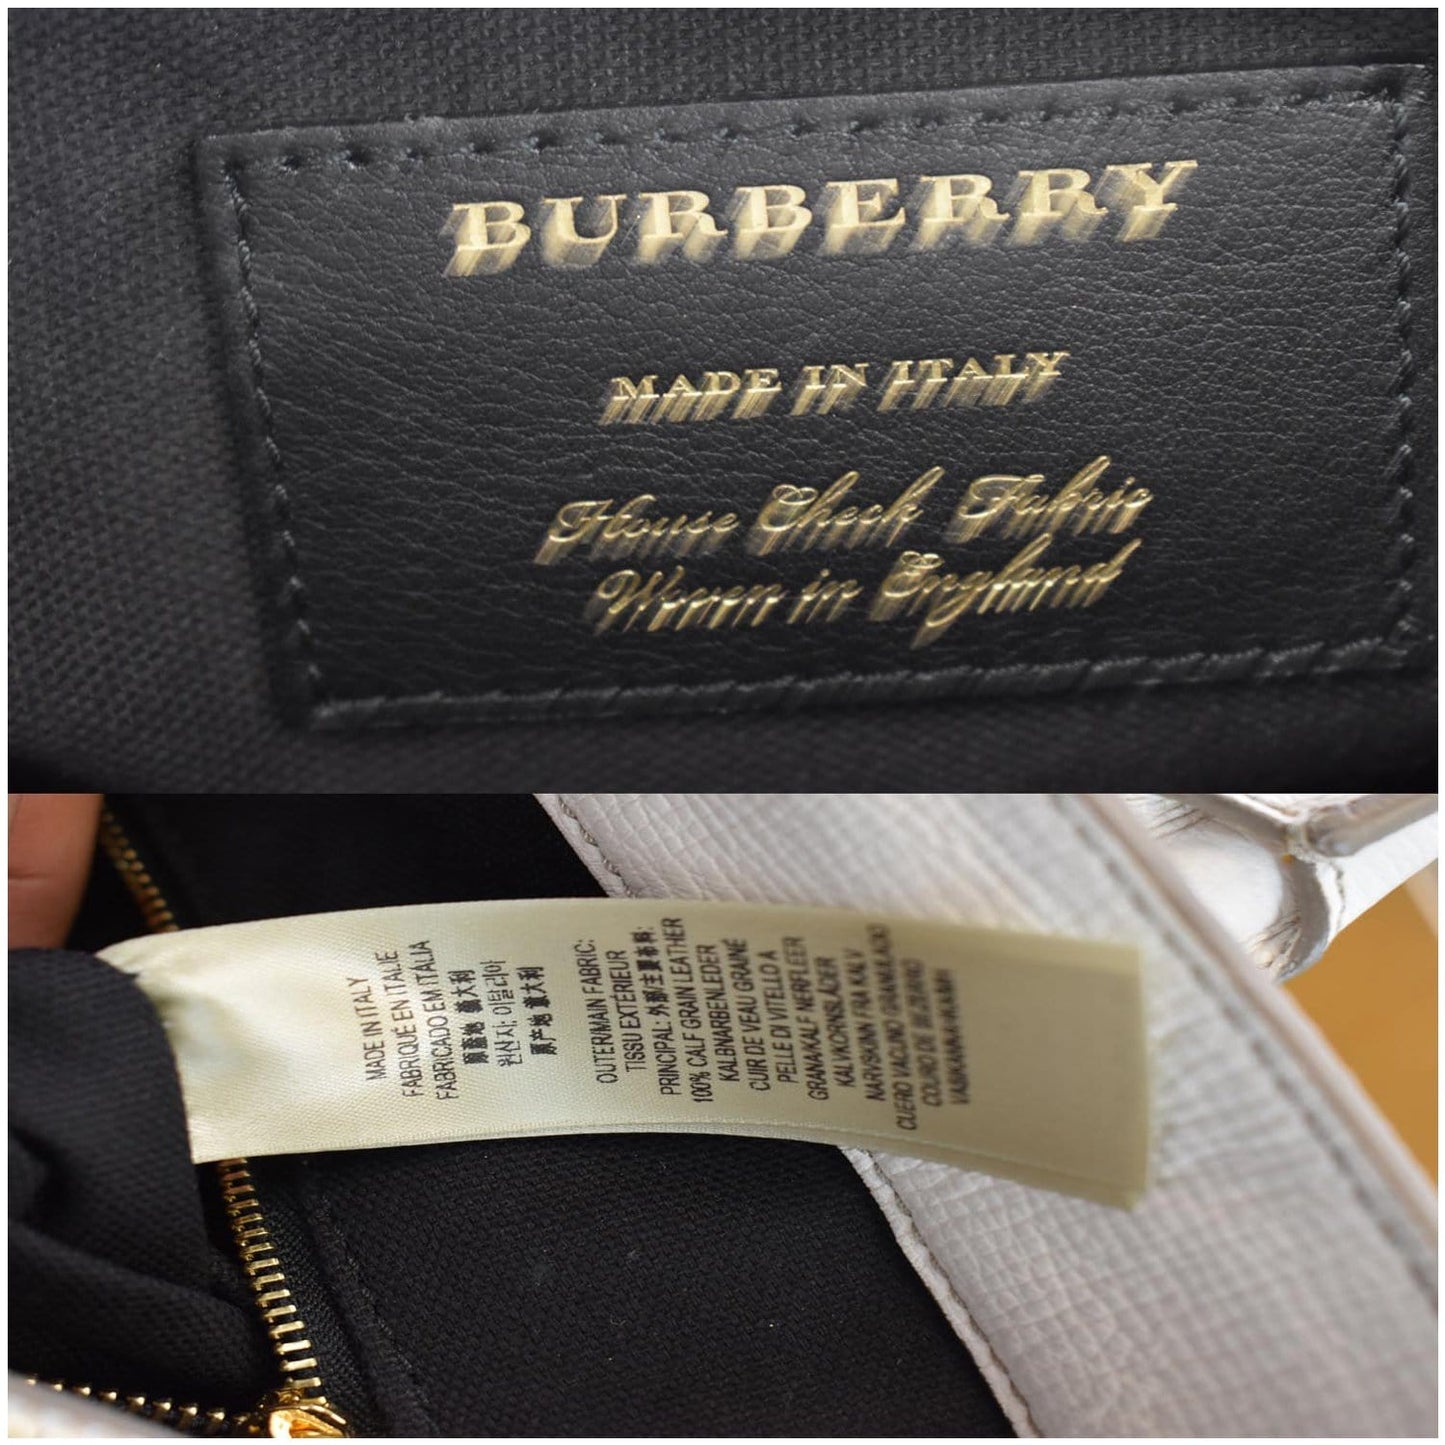 BURBERRY
MADE IN ITALY
House Check Fabric
Woven in England
MADE IN ITALY
FABRIQUÉ EN ITALIE
FABRICADO EM ITÁLIA
原産地 義大利
원산지: 이탈리아
原产地 意大利
OUTER/MAIN FABRIC:
TISSU EXTÉRIEUR
PRINCIPAL: 外部/主要布料:
100% CALF GRAIN LEATHER
KALBNARBENLEDER
CUIR DE VEAU GRAINÉ
PELLE DI VITELLO A
GRANA/KALF NERFLEER
KALVKORNSLÄDER
NARVSKINN FRA KALV
CUERO VACUNO GRANULADO
COURO DE BEZERRO